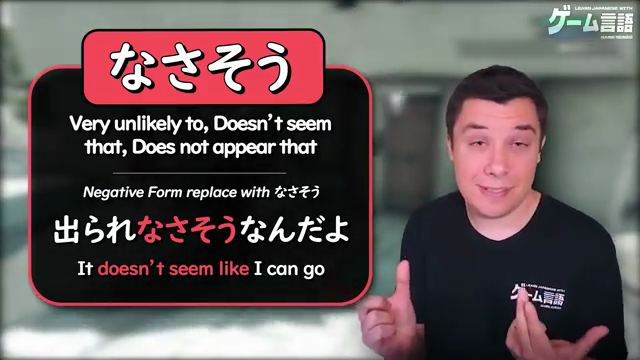 なさそう
Very unlikely to, Doesn't seem
that, Does not appear that
Negative Form replace with なさそう
出られなさそうなんだよ
It doesn't seem like I can go
LEARN JAPANESE WITH
ゲーム言語
LEARN JAPANESE WITH
ゲーム言語